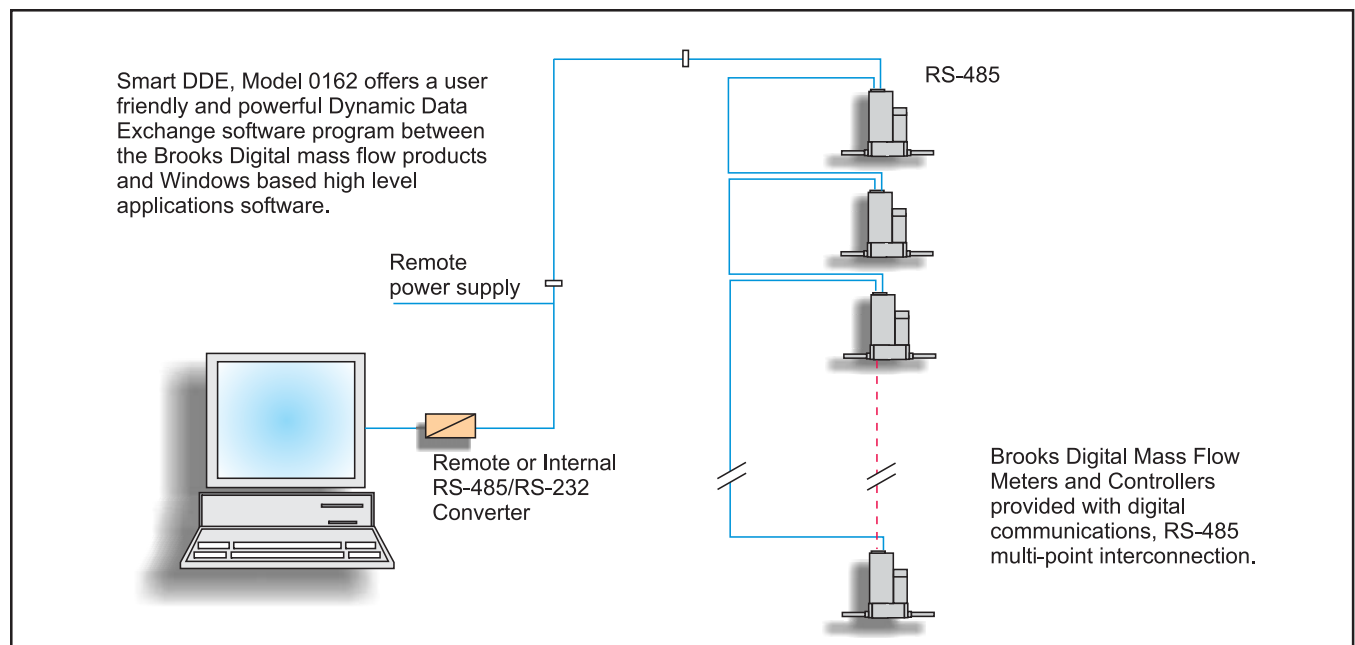 Smart DDE, Model 0162 offers a user
friendly and powerful Dynamic Data
Exchange software program between
the Brooks Digital mass flow products
and Windows based high level
applications software.
RS-485
Remote
power supply
Remote or Internal
RS-485/RS-232
Converter
Brooks Digital Mass Flow
Meters and Controllers
provided with digital
communications, RS-485
multi-point interconnection.